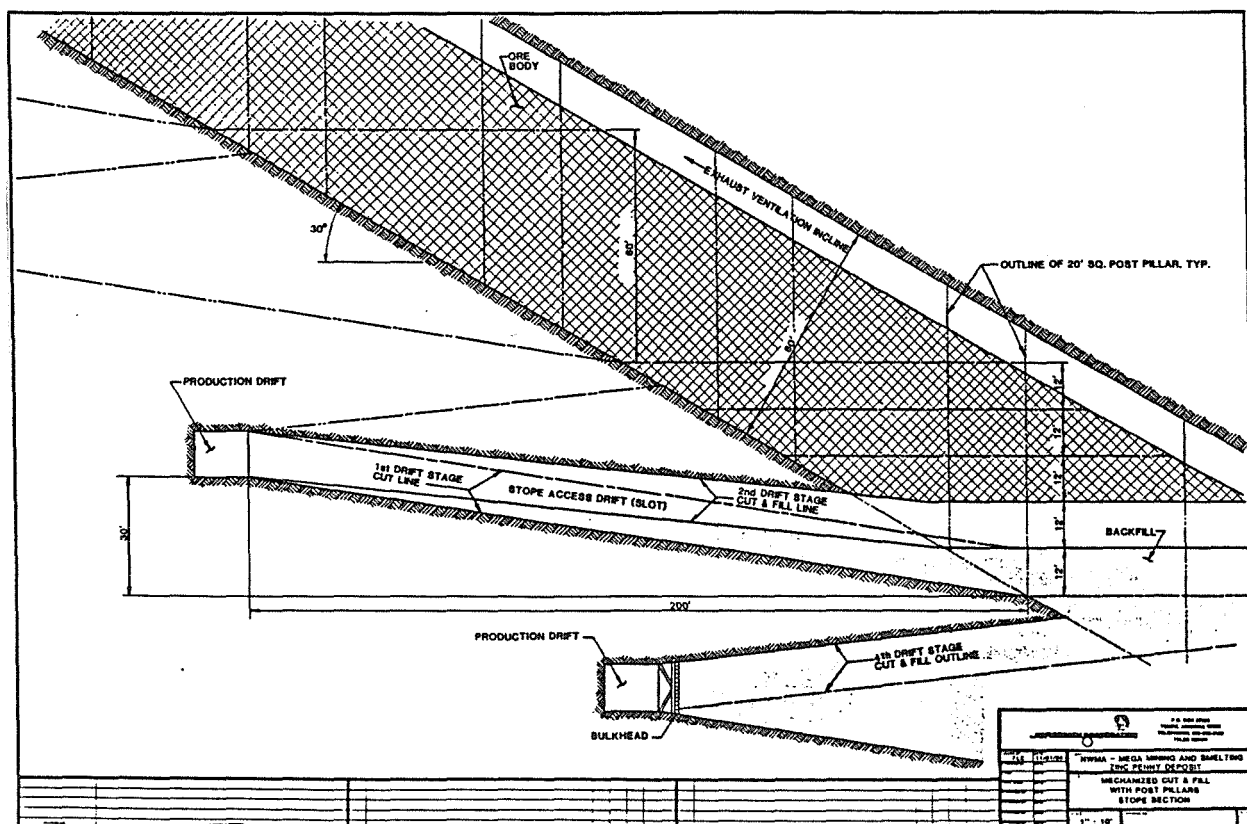 ORE
BODY
EXHAUST VENTILATION INCLINE
30°
60'
OUTLINE OF 20' SQ. POST PILLAR, TYP.
PRODUCTION DRIFT
12'
12'
12'
12'
12'
1st DRIFT STAGE
CUT LINE
STOPE ACCESS DRIFT (SLOT)
2nd DRIFT STAGE
CUT & FILL LINE
30'
BACKFILL
200'
PRODUCTION DRIFT
DRIFT STAGE
CUT & FILL OUTLINE
BULKHEAD
NWMA - MEGA MINING AND SMELTING
ZINC PENNY DEPOSIT
MECHANIZED CUT & FILL
WITH POST PILLARS
STOPE SECTION
1" - 10'